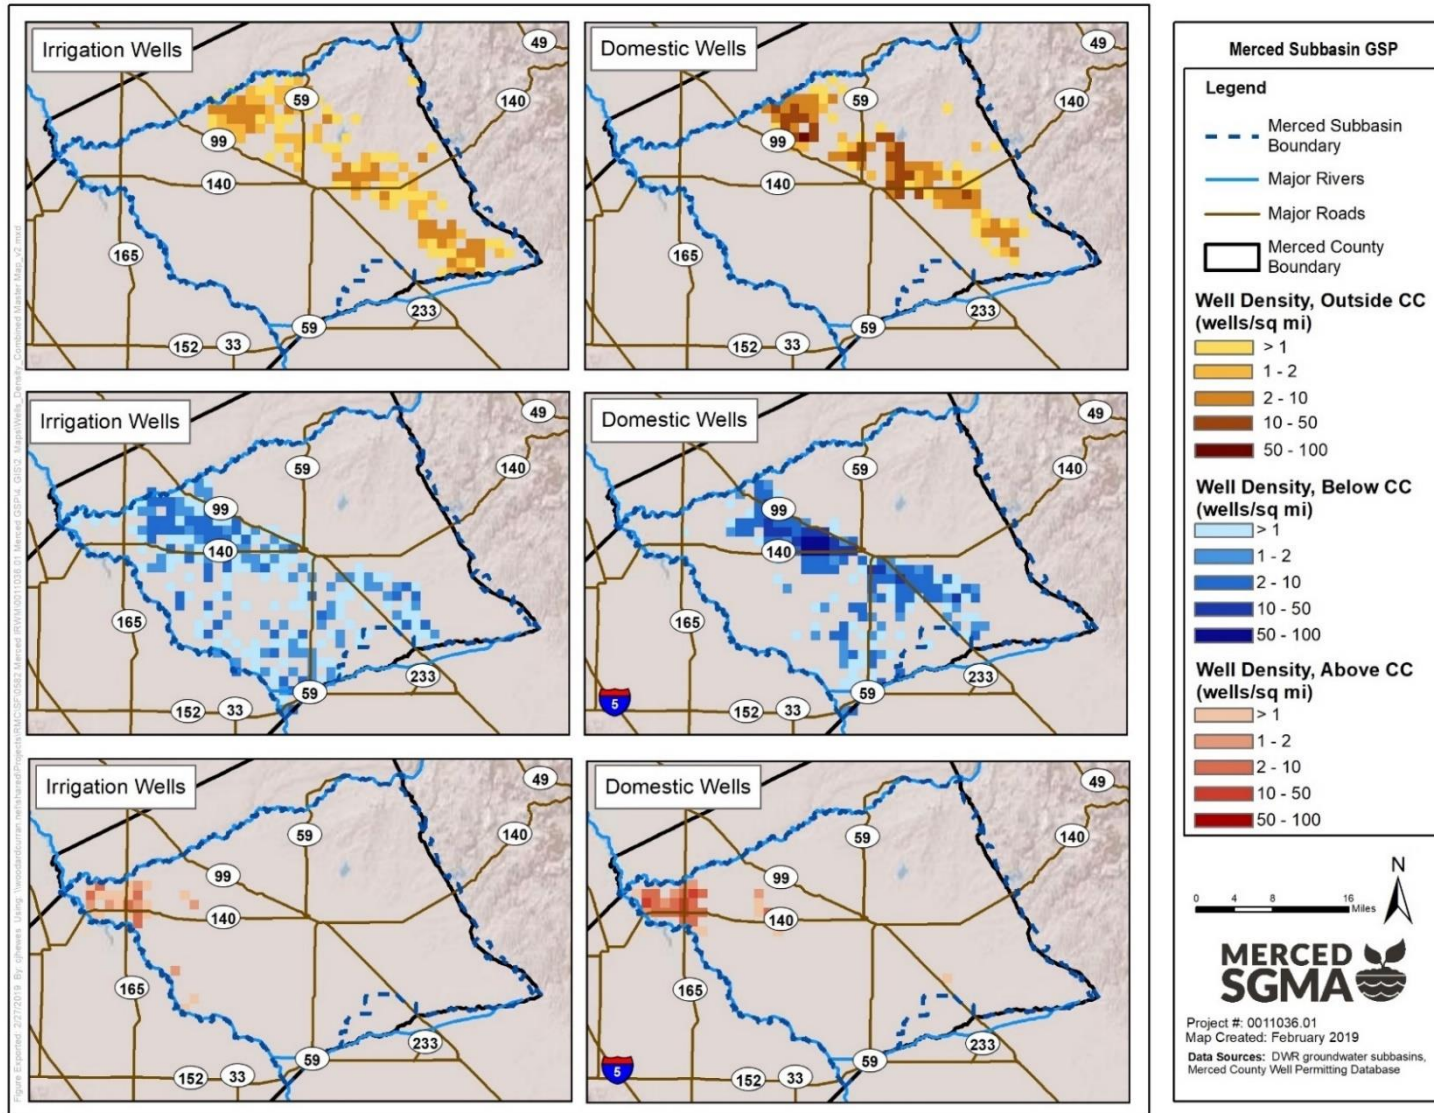 Irrigation Wells
49
59
140
99
140
165
233
59
152
33
Domestic Wells
49
59
140
99
140
165
233
59
152
33
Irrigation Wells
49
59
140
99
140
165
233
59
152
33
Domestic Wells
49
59
140
99
140
165
233
59
5
152
33
Irrigation Wells
49
59
140
99
140
165
233
59
152
33
Domestic Wells
49
59
140
99
140
165
233
59
5
152
33
Merced Subbasin GSP
Legend
Merced Subbasin
Boundary
Major Rivers
Major Roads
Merced County
Boundary
Well Density, Outside CC
(wells/sq mi)
> 1
1 - 2
2 - 10
10 - 50
50 - 100
Well Density, Below CC
(wells/sq mi)
> 1
1 - 2
2 - 10
10 - 50
50 - 100
Well Density, Above CC
(wells/sq mi)
> 1
1 - 2
2 - 10
10 - 50
50 - 100
N
0 4 8 16
Miles
MERCED
SGMA
Project #: 0011036.01
Map Created: February 2019
Data Sources: DWR groundwater subbasins,
Merced County Well Permitting Database